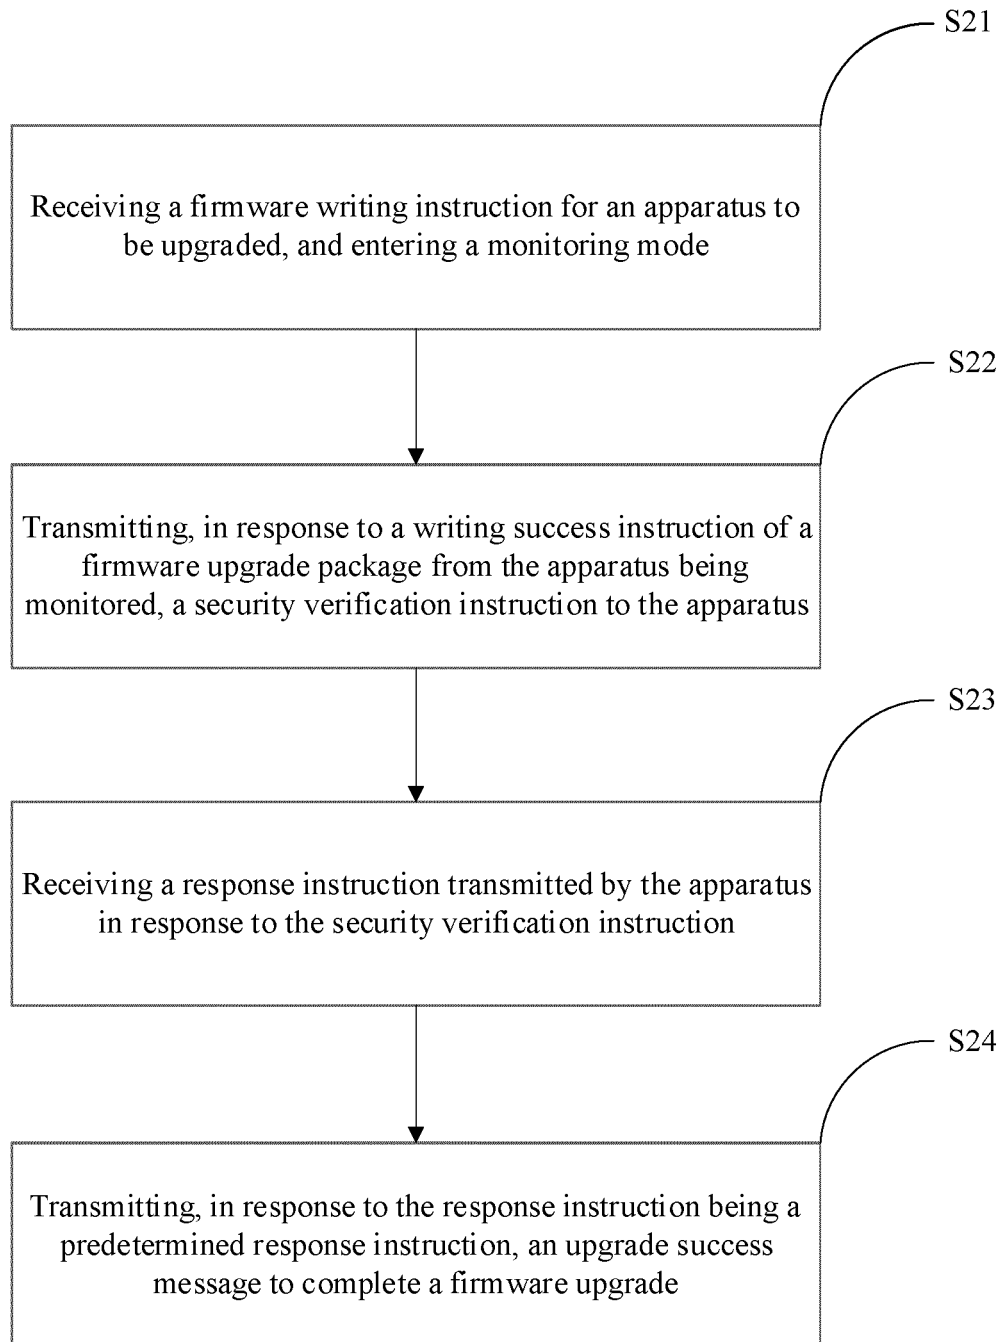 S21
Receiving a firmware writing instruction for an apparatus to
be upgraded, and entering a monitoring mode
S22
Transmitting, in response to a writing success instruction of a
firmware upgrade package from the apparatus being
monitored, a security verification instruction to the apparatus
S23
Receiving a response instruction transmitted by the apparatus
in response to the security verification instruction
S24
Transmitting, in response to the response instruction being a
predetermined response instruction, an upgrade success
message to complete a firmware upgrade